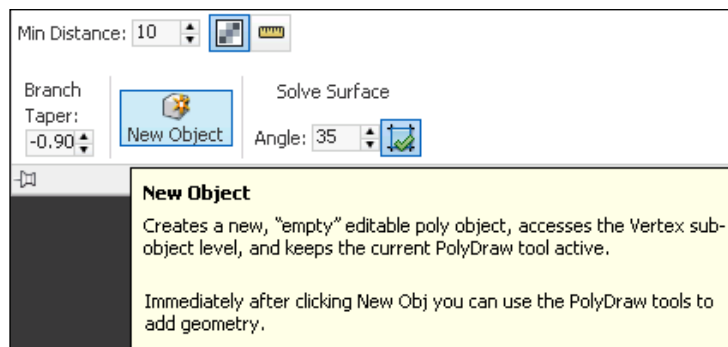 Min Distance: 10
Branch
Taper:
-0.90
New Object
Solve Surface
Angle: 35
New Object
Creates a new, “empty” editable poly object, accesses the Vertex sub-
object level, and keeps the current PolyDraw tool active.
Immediately after clicking New Obj you can use the PolyDraw tools to
add geometry.